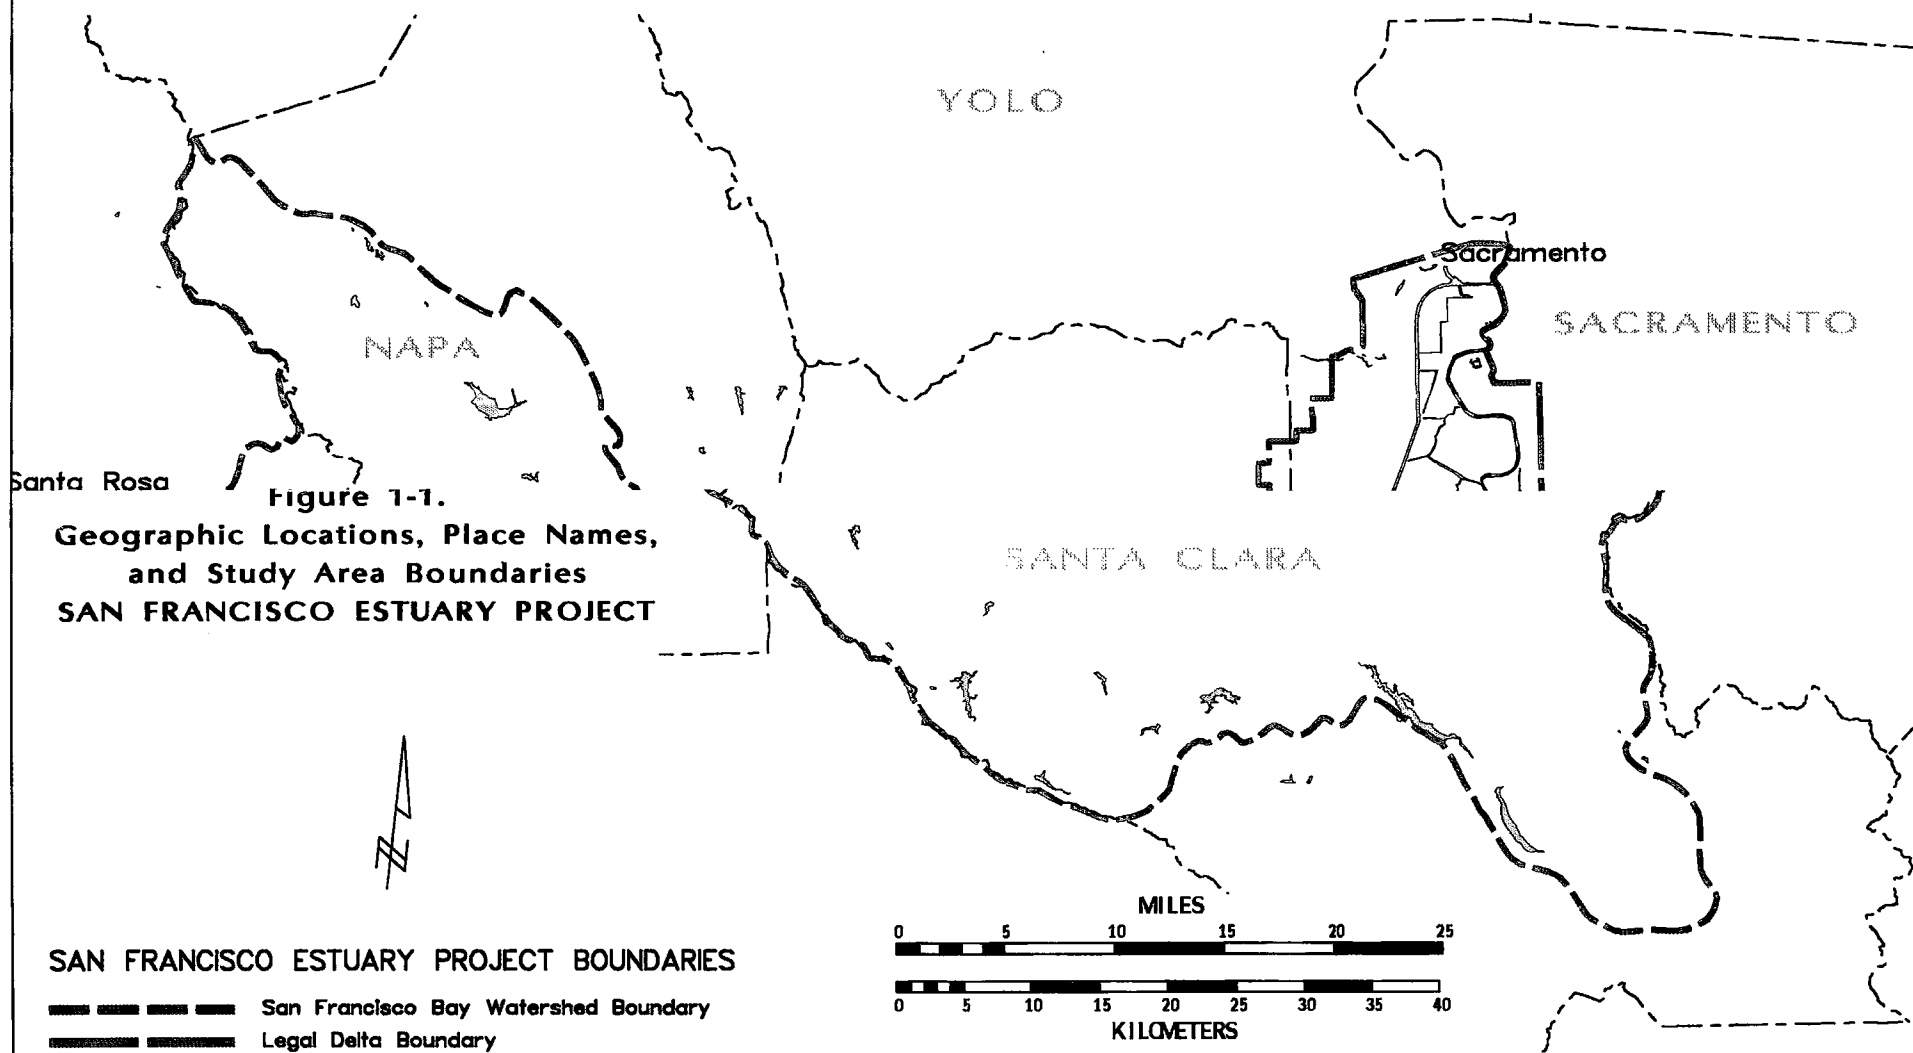 YOLO
Sacramento
SACRAMENTO
NAPA
Santa Rosa
Figure 1-1.
Geographic Locations, Place Names,
and Study Area Boundaries
SAN FRANCISCO ESTUARY PROJECT
SANTA CLARA
N
MILES
0 5 10 15 20 25
0 5 10 15 20 25 30 35 40
KILOMETERS
SAN FRANCISCO ESTUARY PROJECT BOUNDARIES
San Francisco Bay Watershed Boundary
Legal Delta Boundary